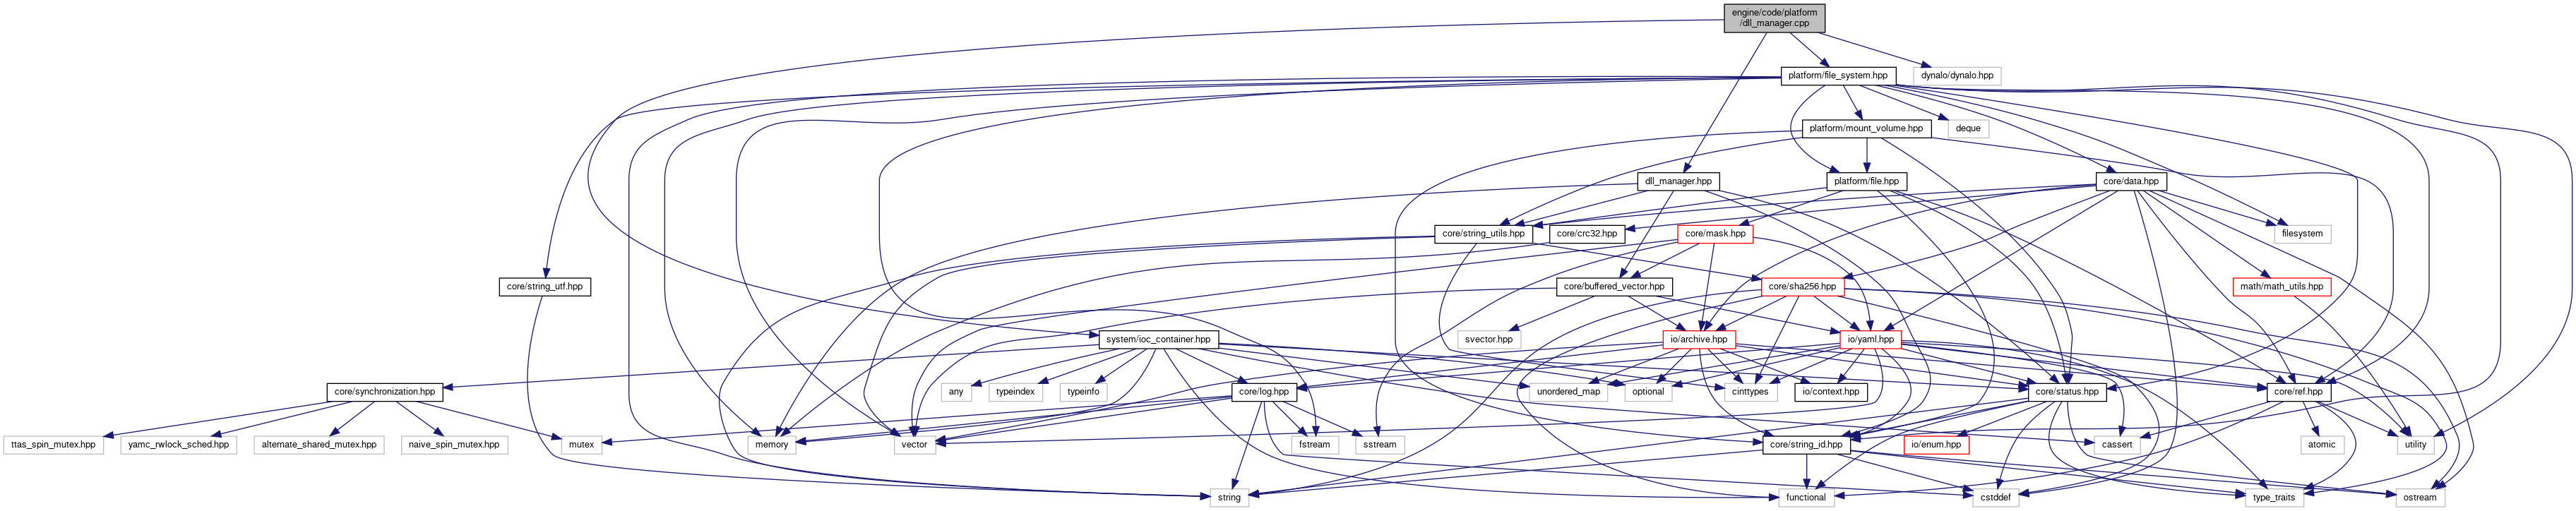 engine/code/platform
/dll_manager.cpp
platform/file_system.hpp
dynalo/dynalo.hpp
platform/mount_volume.hpp
deque
dll_manager.hpp
platform/file.hpp
core/data.hpp
core/string_utils.hpp
core/crc32.hpp
core/mask.hpp
filesystem
core/string_utf.hpp
core/buffered_vector.hpp
core/sha256.hpp
math/math_utils.hpp
system/ioc_container.hpp
svector.hpp
io/archive.hpp
io/yaml.hpp
core/synchronization.hpp
any
typeindex
typeinfo
core/log.hpp
unordered_map
optional
cinttypes
io/context.hpp
core/status.hpp
core/ref.hpp
ttas_spin_mutex.hpp
yamc_rwlock_sched.hpp
alternate_shared_mutex.hpp
naive_spin_mutex.hpp
mutex
memory
vector
fstream
sstream
core/string_id.hpp
io/enum.hpp
cassert
atomic
utility
string
functional
cstddef
type_traits
ostream